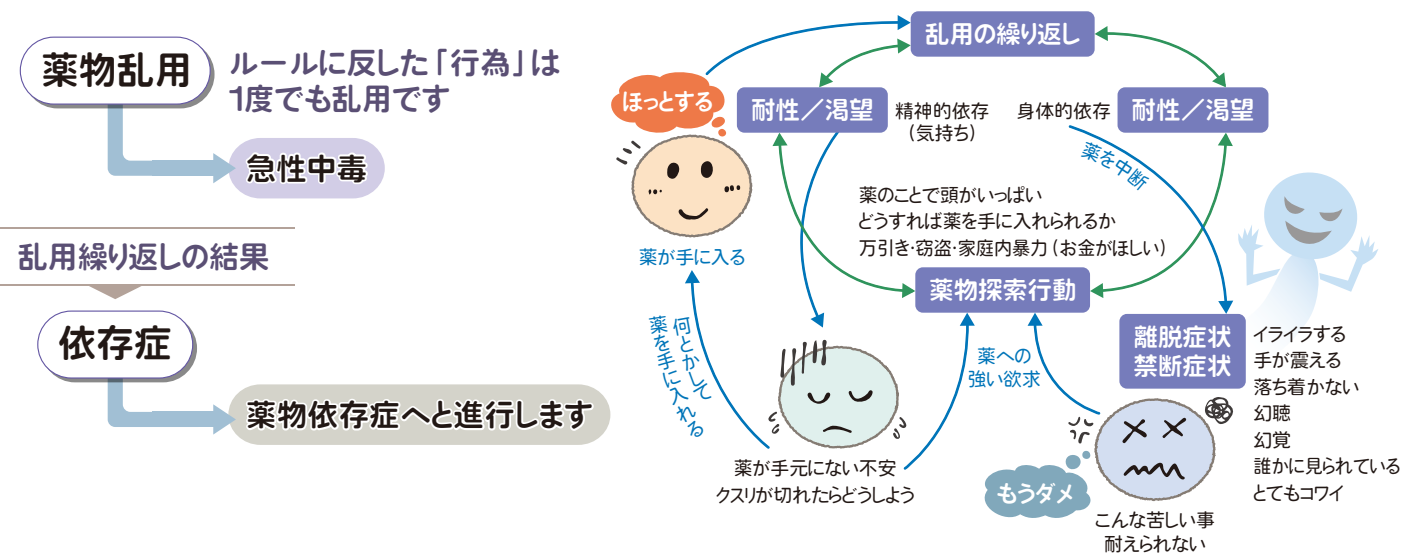 薬物乱用
ルールに反した「行為」は
1度でも乱用です
急性中毒
乱用繰り返しの結果
依存症
薬物依存症へと進行します
乱用の繰り返し
ほっとする
耐性／渇望
精神的依存
(気持ち)
身体的依存
耐性／渇望
薬を中断
薬のことで頭がいっぱい
どうすれば薬を手に入れられるか
万引き・窃盗・家庭内暴力（お金がほしい）
薬が手に入る
薬物探索行動
何とかして
薬を手に入れる
薬への
強い欲求
離脱症状
禁断症状
イライラする
手が震える
落ち着かない
幻聴
幻覚
誰かに見られている
とてもコワイ
薬が手元にない不安
クスリが切れたらどうしよう
もうダメ
こんな苦しい事
耐えられない